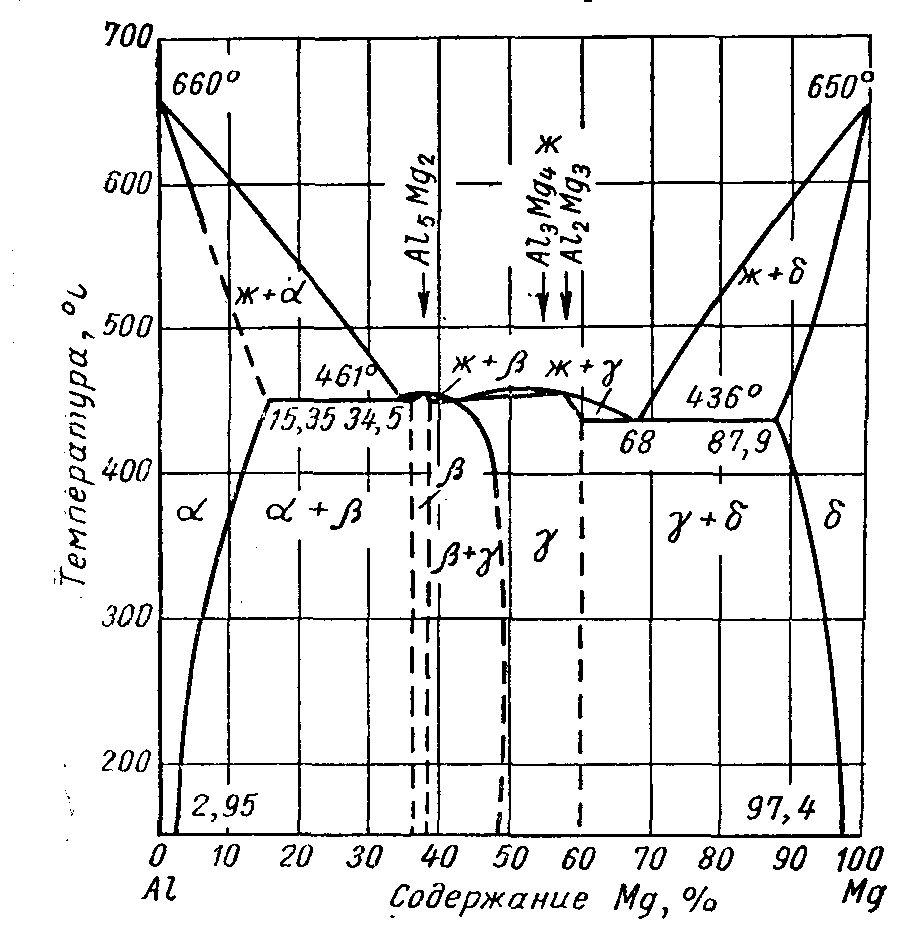 700
660°
650°
600
Al₅Mg₂
Al₃Mg₄
ж
Al₂Mg₃
ж+α
ж+δ
500
461°
ж+β
ж+γ
436°
15,35
34,5
68
87,9
400
α
α+β
β
β+γ
γ
γ+δ
δ
300
200
2,95
97,4
0 10 20 30 40 50 60 70 80 90 100
Al
Содержание Mg, %
Mg
Температура, °С